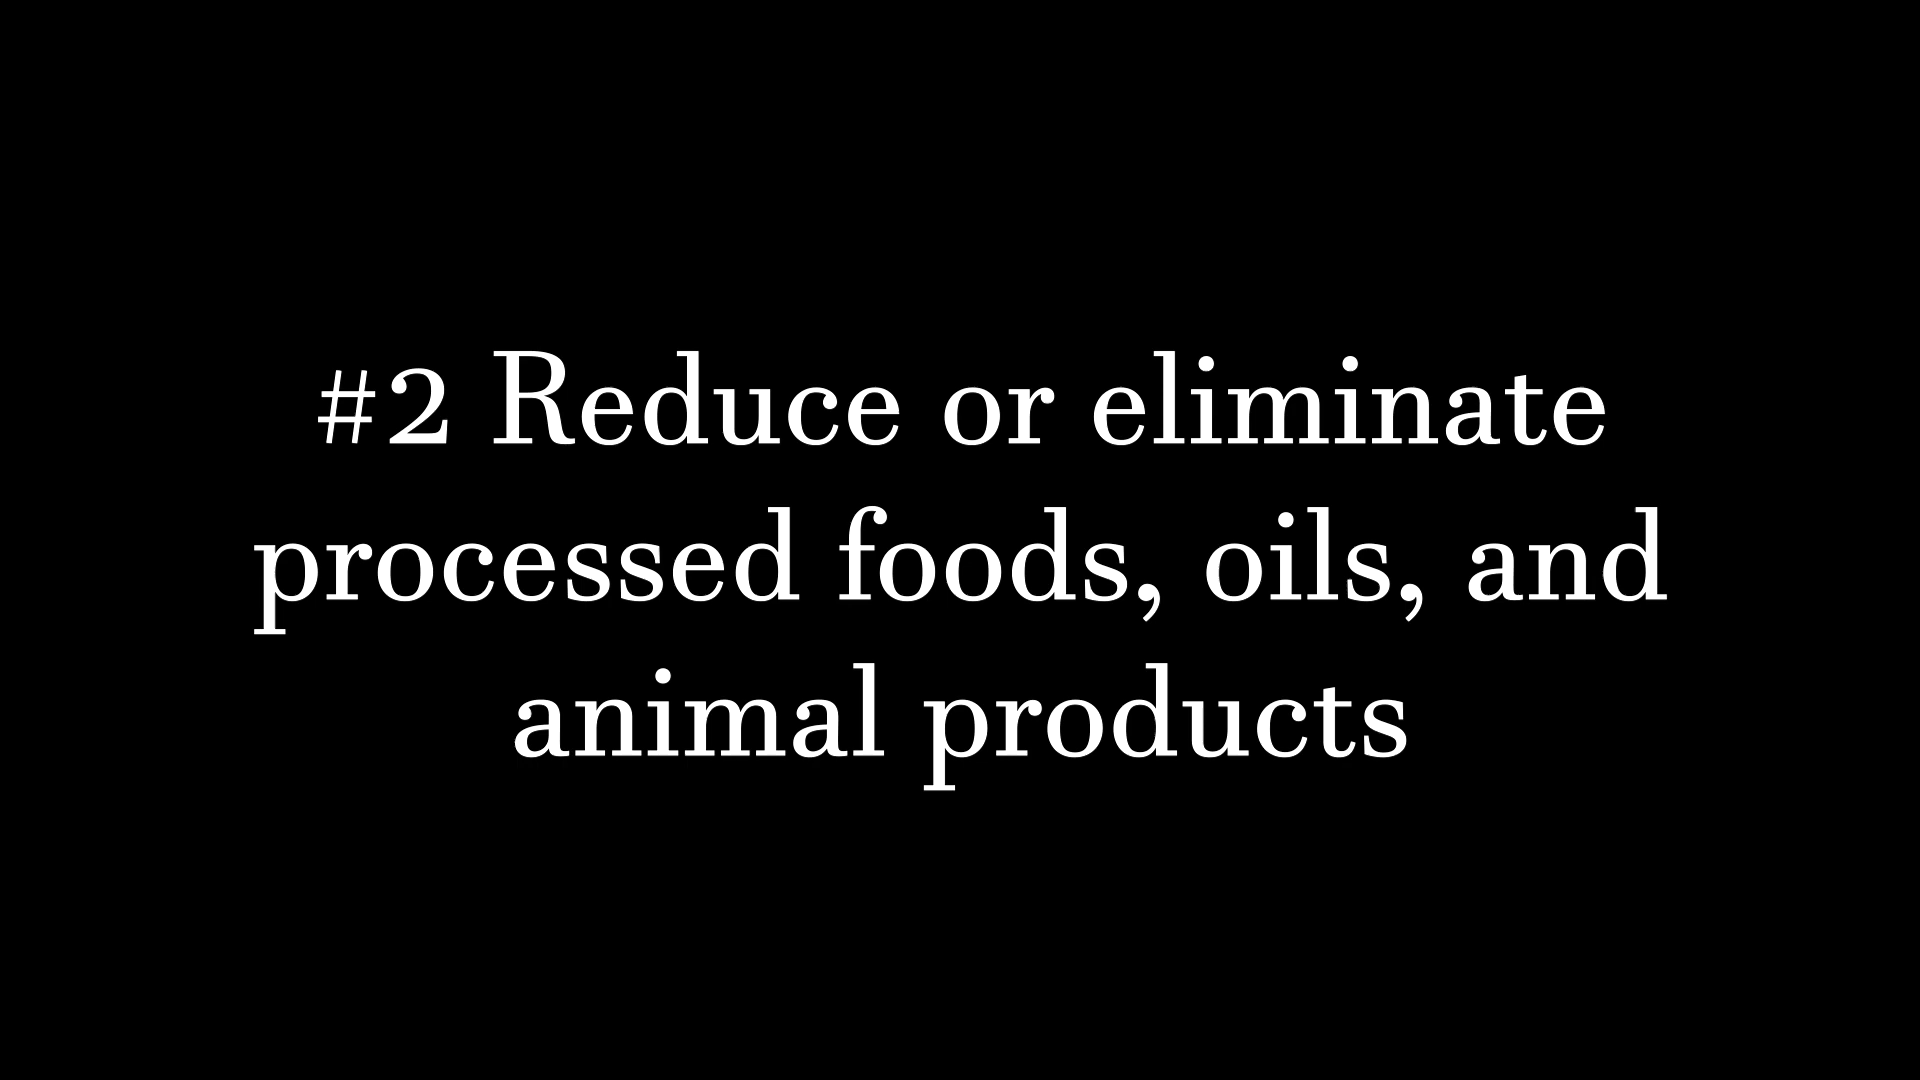 #2 Reduce or eliminate
processed foods, oils, and
animal products